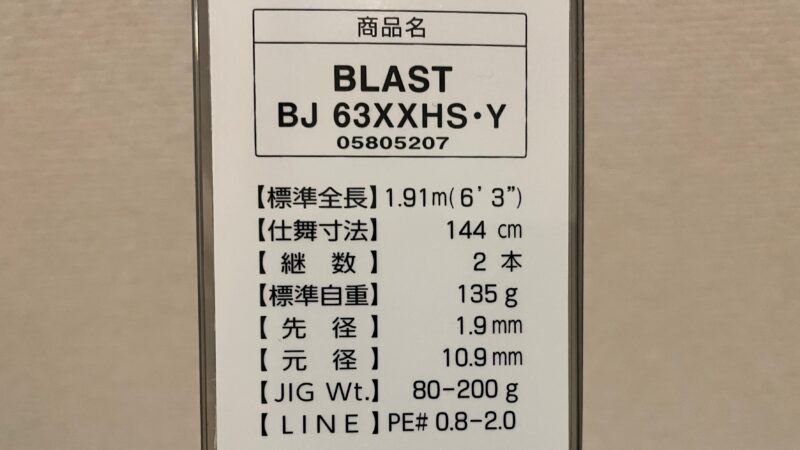 商品名
BLAST
BJ 63XXHS・Y
05805207
【標準全長】1.91m(6'3")
【仕舞寸法】 144 cm
【継 数】 2 本
【標準自重】 135 g
【先 径】 1.9 mm
【元 径】 10.9 mm
【JIG Wt.】 80-200 g
【LINE】PE# 0.8-2.0